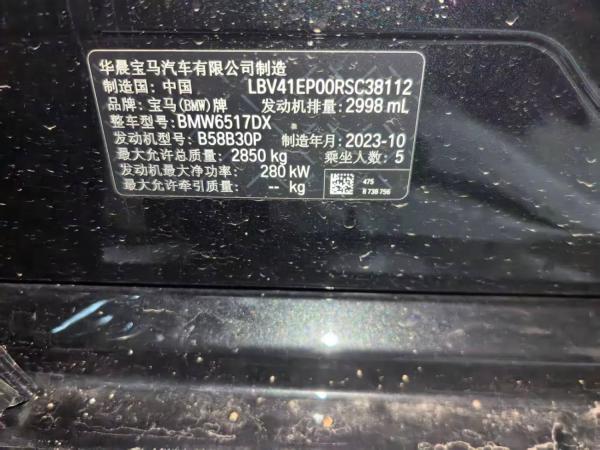 华晨宝马汽车有限公司制造
制造国: 中国 LBV41EP00RSC38112
品牌: 宝马(BMW)牌 发动机排量: 2998 mL
整车型号: BMW6517DX
发动机型号: B58B30P 制造年月: 2023-10
最大允许总质量: 2850 kg 乘坐人数: 5
发动机最大净功率: 280 kW
最大允许牵引质量: -- kg
475